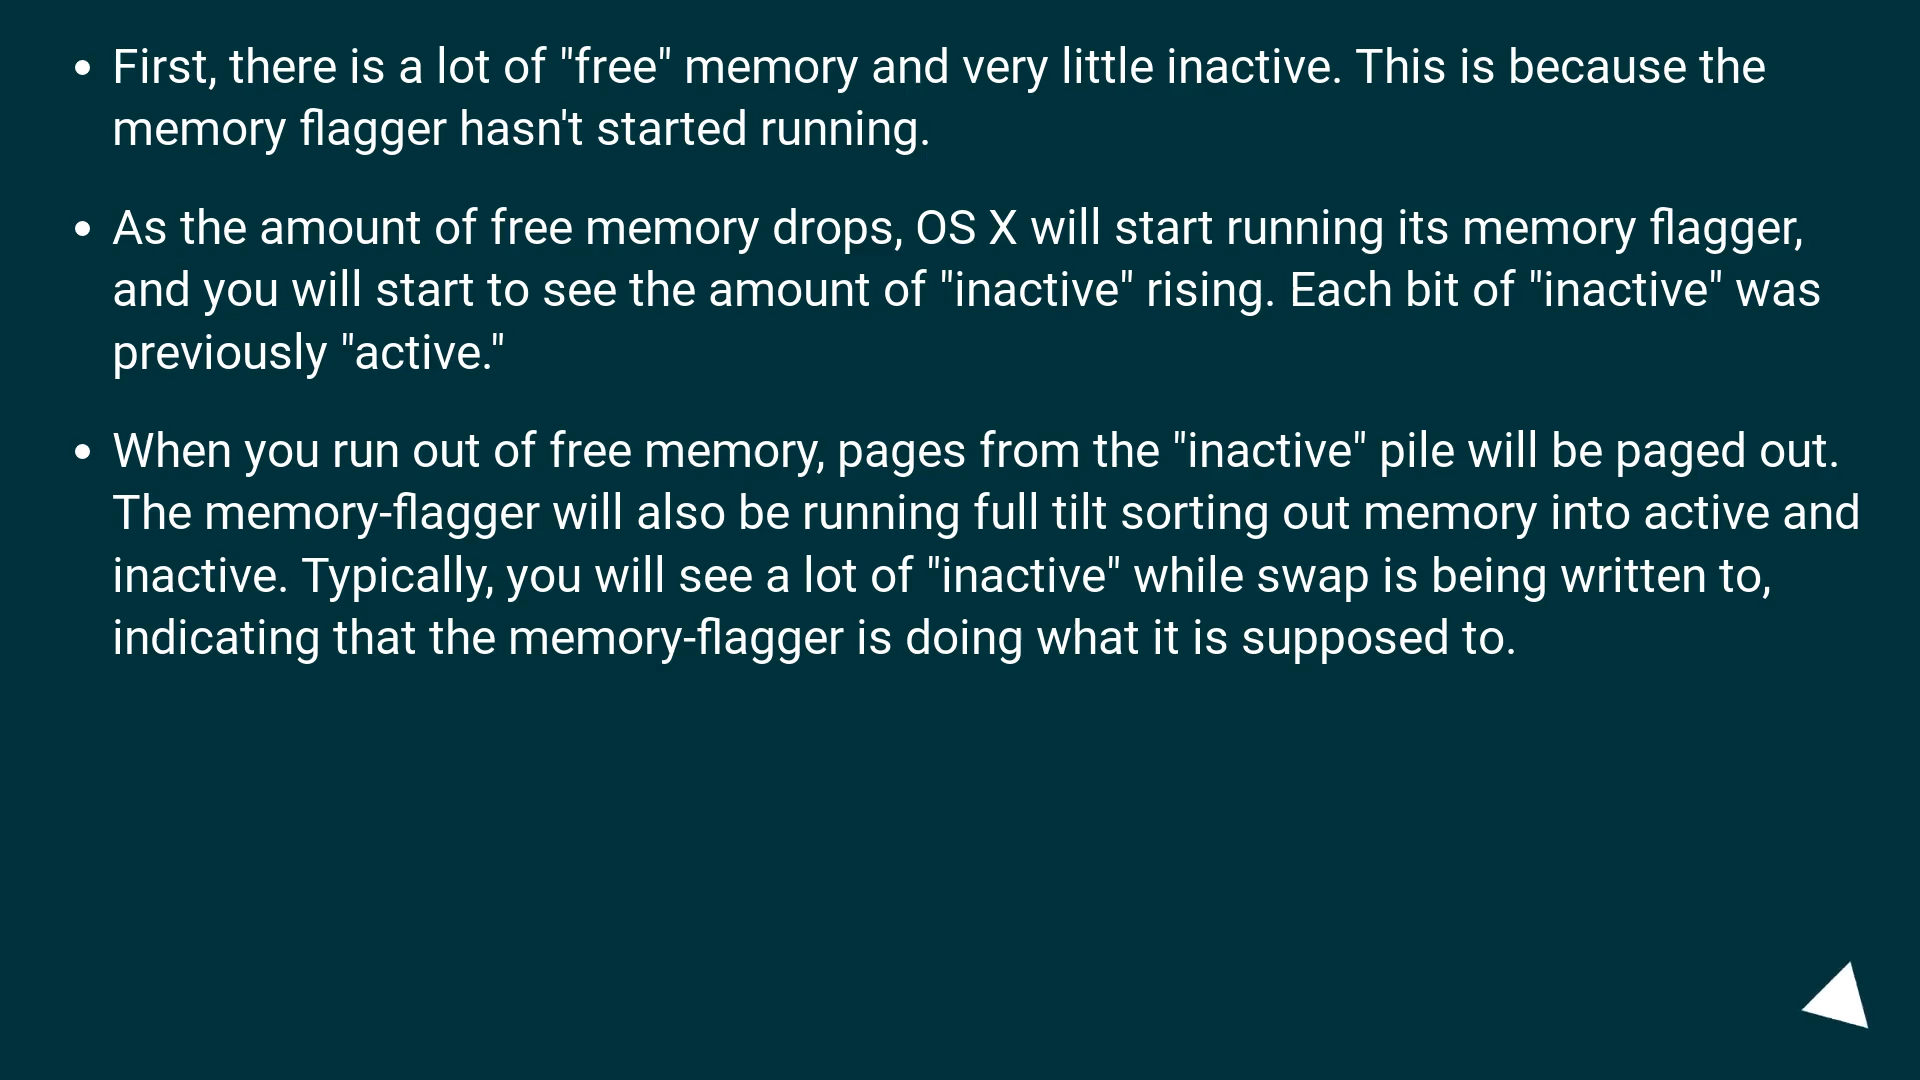 • First, there is a lot of "free" memory and very little inactive. This is because the
memory flagger hasn't started running.
• As the amount of free memory drops, OS X will start running its memory flagger,
and you will start to see the amount of "inactive" rising. Each bit of "inactive" was
previously "active."
• When you run out of free memory, pages from the "inactive" pile will be paged out.
The memory-flagger will also be running full tilt sorting out memory into active and
inactive. Typically, you will see a lot of "inactive" while swap is being written to,
indicating that the memory-flagger is doing what it is supposed to.